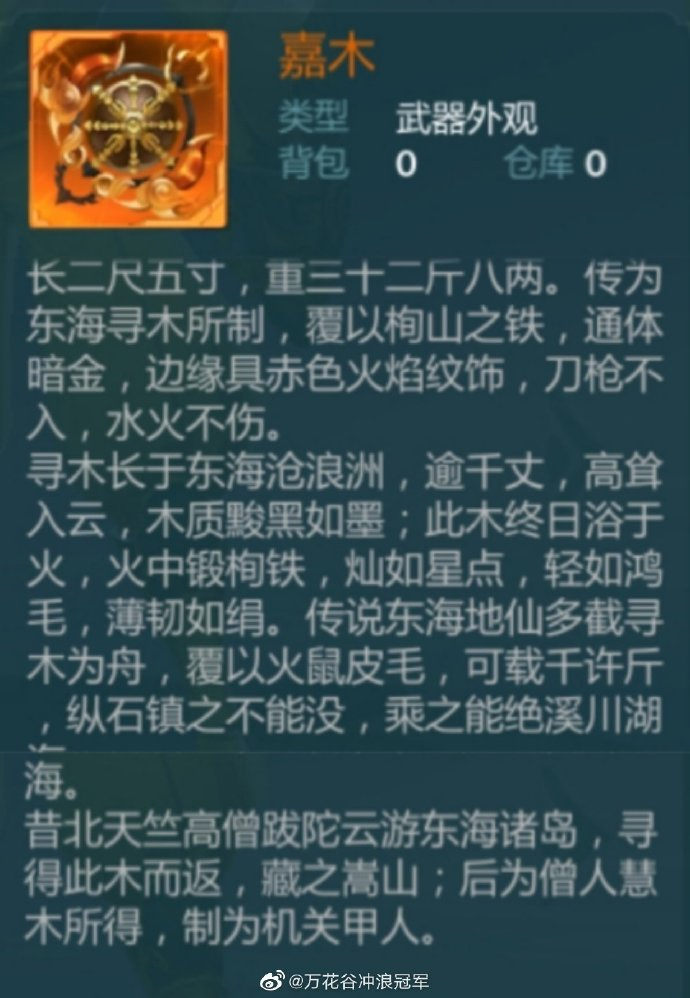 嘉木
类型 武器外观
背包 0 仓库 0
长二尺五寸，重三十二斤八两。传为
东海寻木所制，覆以栒山之铁，通体
暗金，边缘具赤色火焰纹饰，刀枪不
入，水火不伤。
寻木长于东海沧浪洲，逾千丈，高耸
入云，木质黢黑如墨；此木终日浴于
火，火中锻栒铁，灿如星点，轻如鸿
毛，薄韧如绢。传说东海地仙多截寻
木为舟，覆以火鼠皮毛，可载千许斤
，纵石镇之不能没，乘之能绝溪川湖
海。
昔北天竺高僧跋陀云游东海诸岛，寻
得此木而返，藏之嵩山；后为僧人慧
木所得，制为机关甲人。
@万花谷冲浪冠军